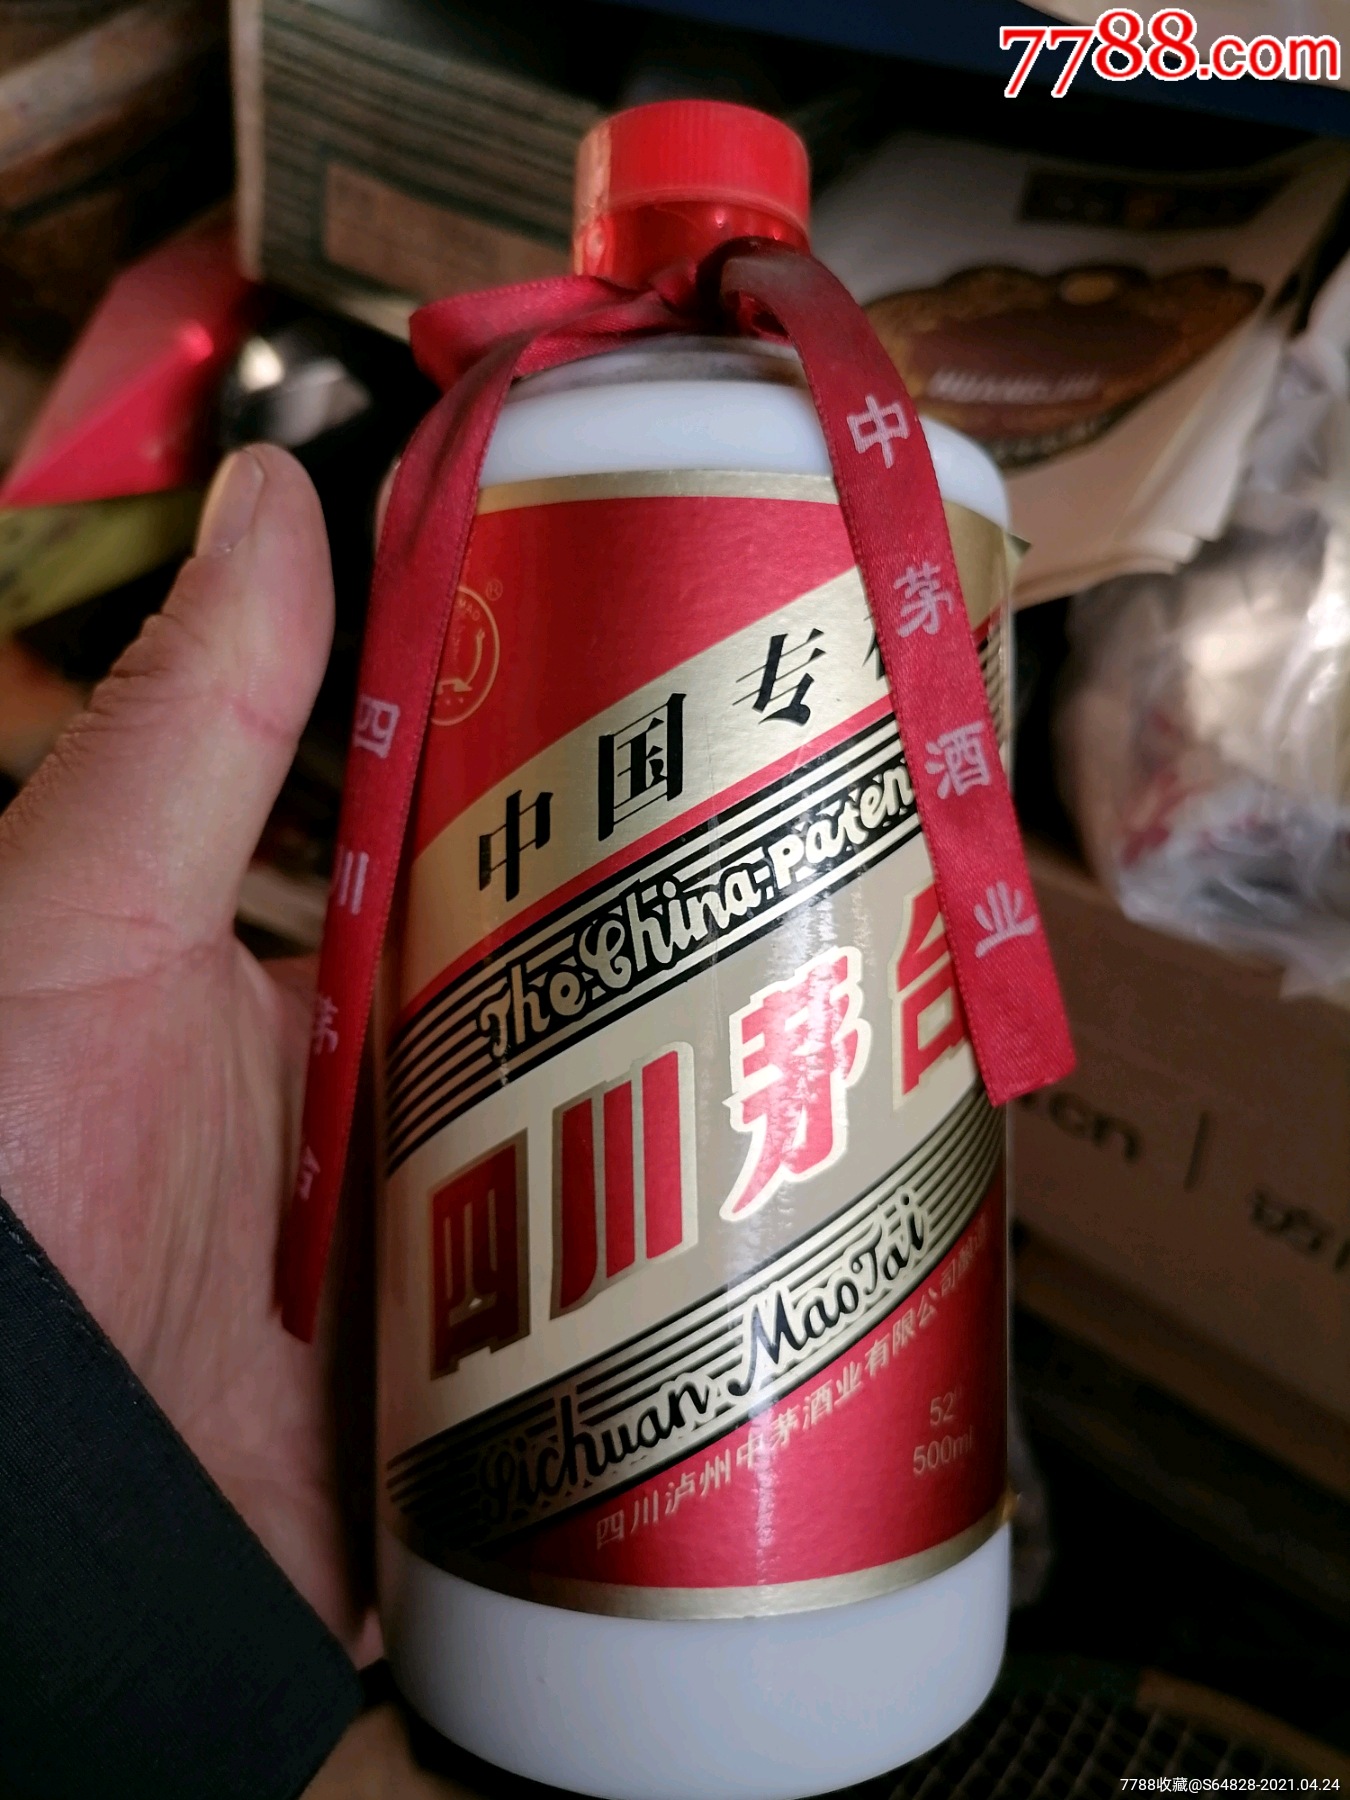 7788.com
HUANGJIU
中茅酒业
四川茅台
MAO
®
中国专
The China-Paten
四川茅台
Sichuan MaoTai
四川泸州中茅酒业有限公司
52°
500ml
7788收藏@S64828-2021.04.24